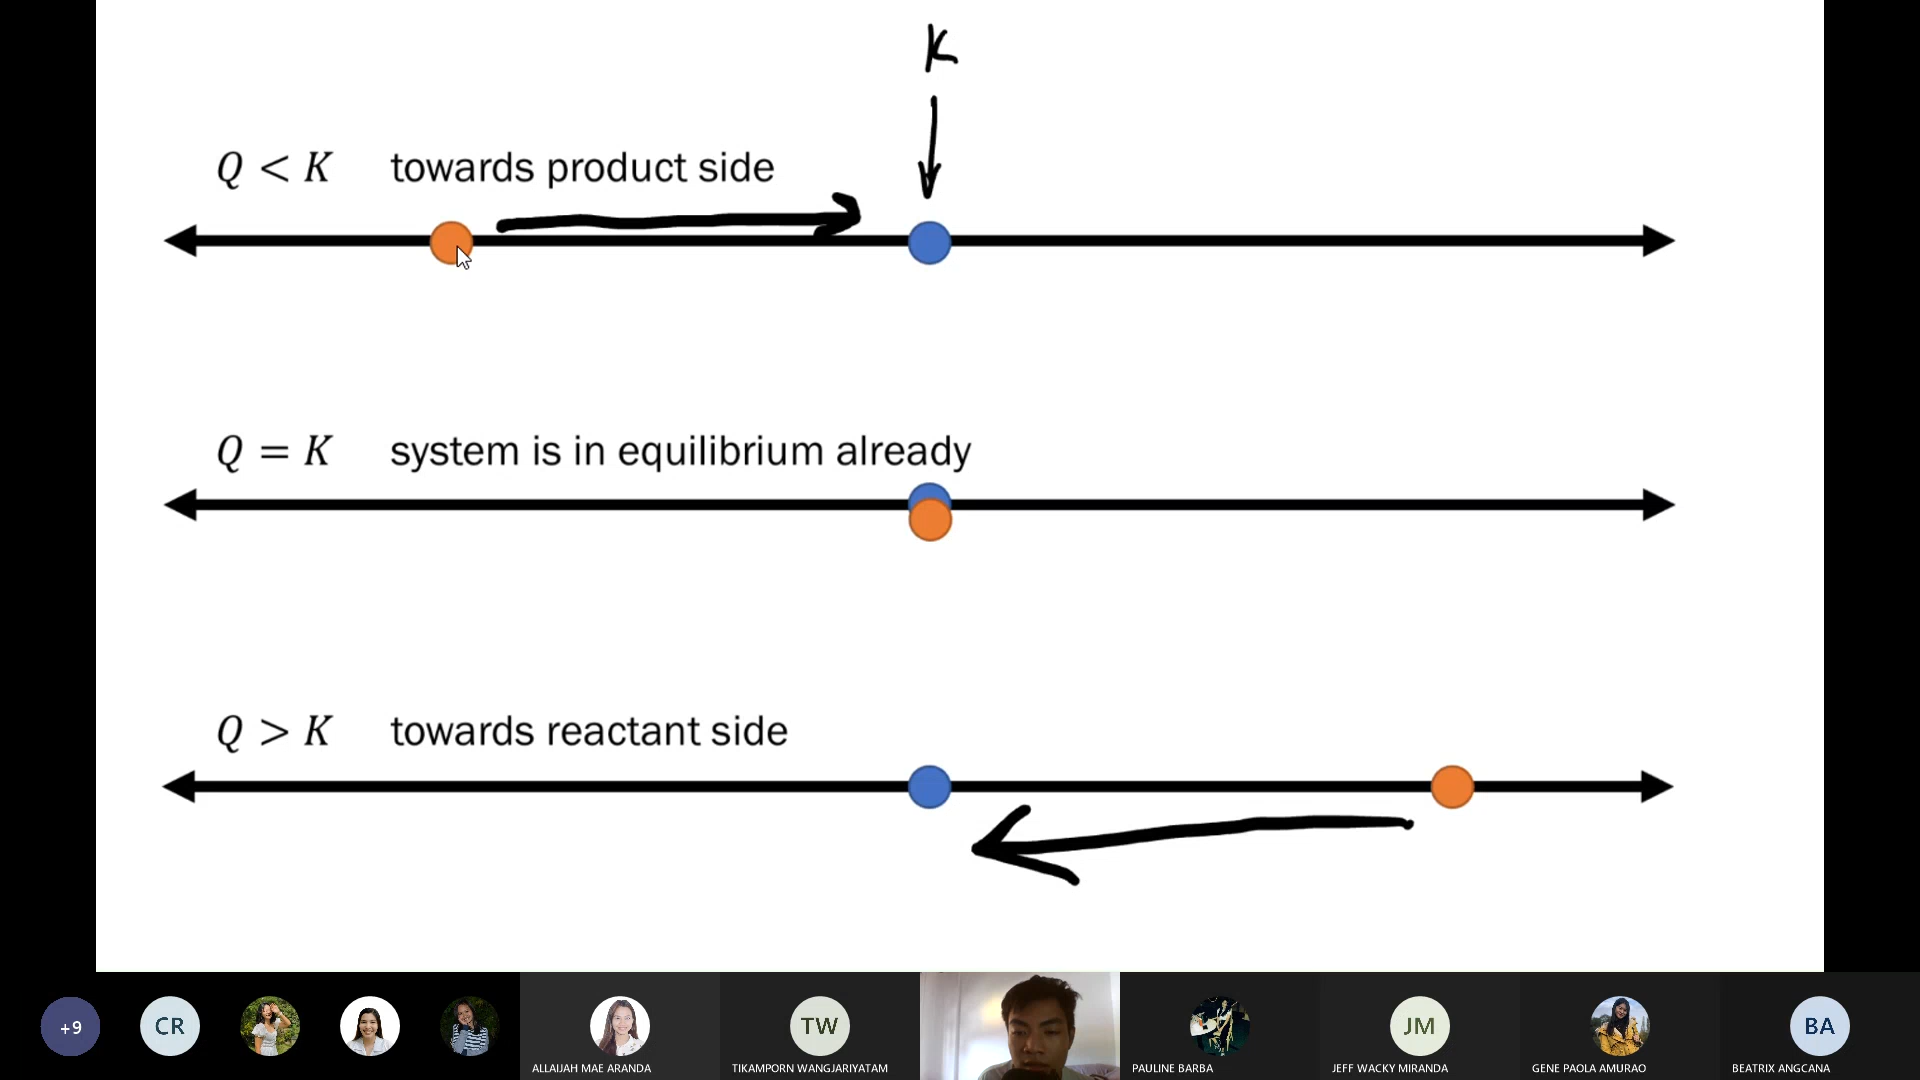 K
Q < K towards product side
Q = K system is in equilibrium already
Q > K towards reactant side
+9
CR
TW
JM
BA
ALLAIJAH MAE ARANDA
TIKAMPORN WANGJARIYATAM
PAULINE BARBA
JEFF WACKY MIRANDA
GENE PAOLA AMURAO
BEATRIX ANGCANA